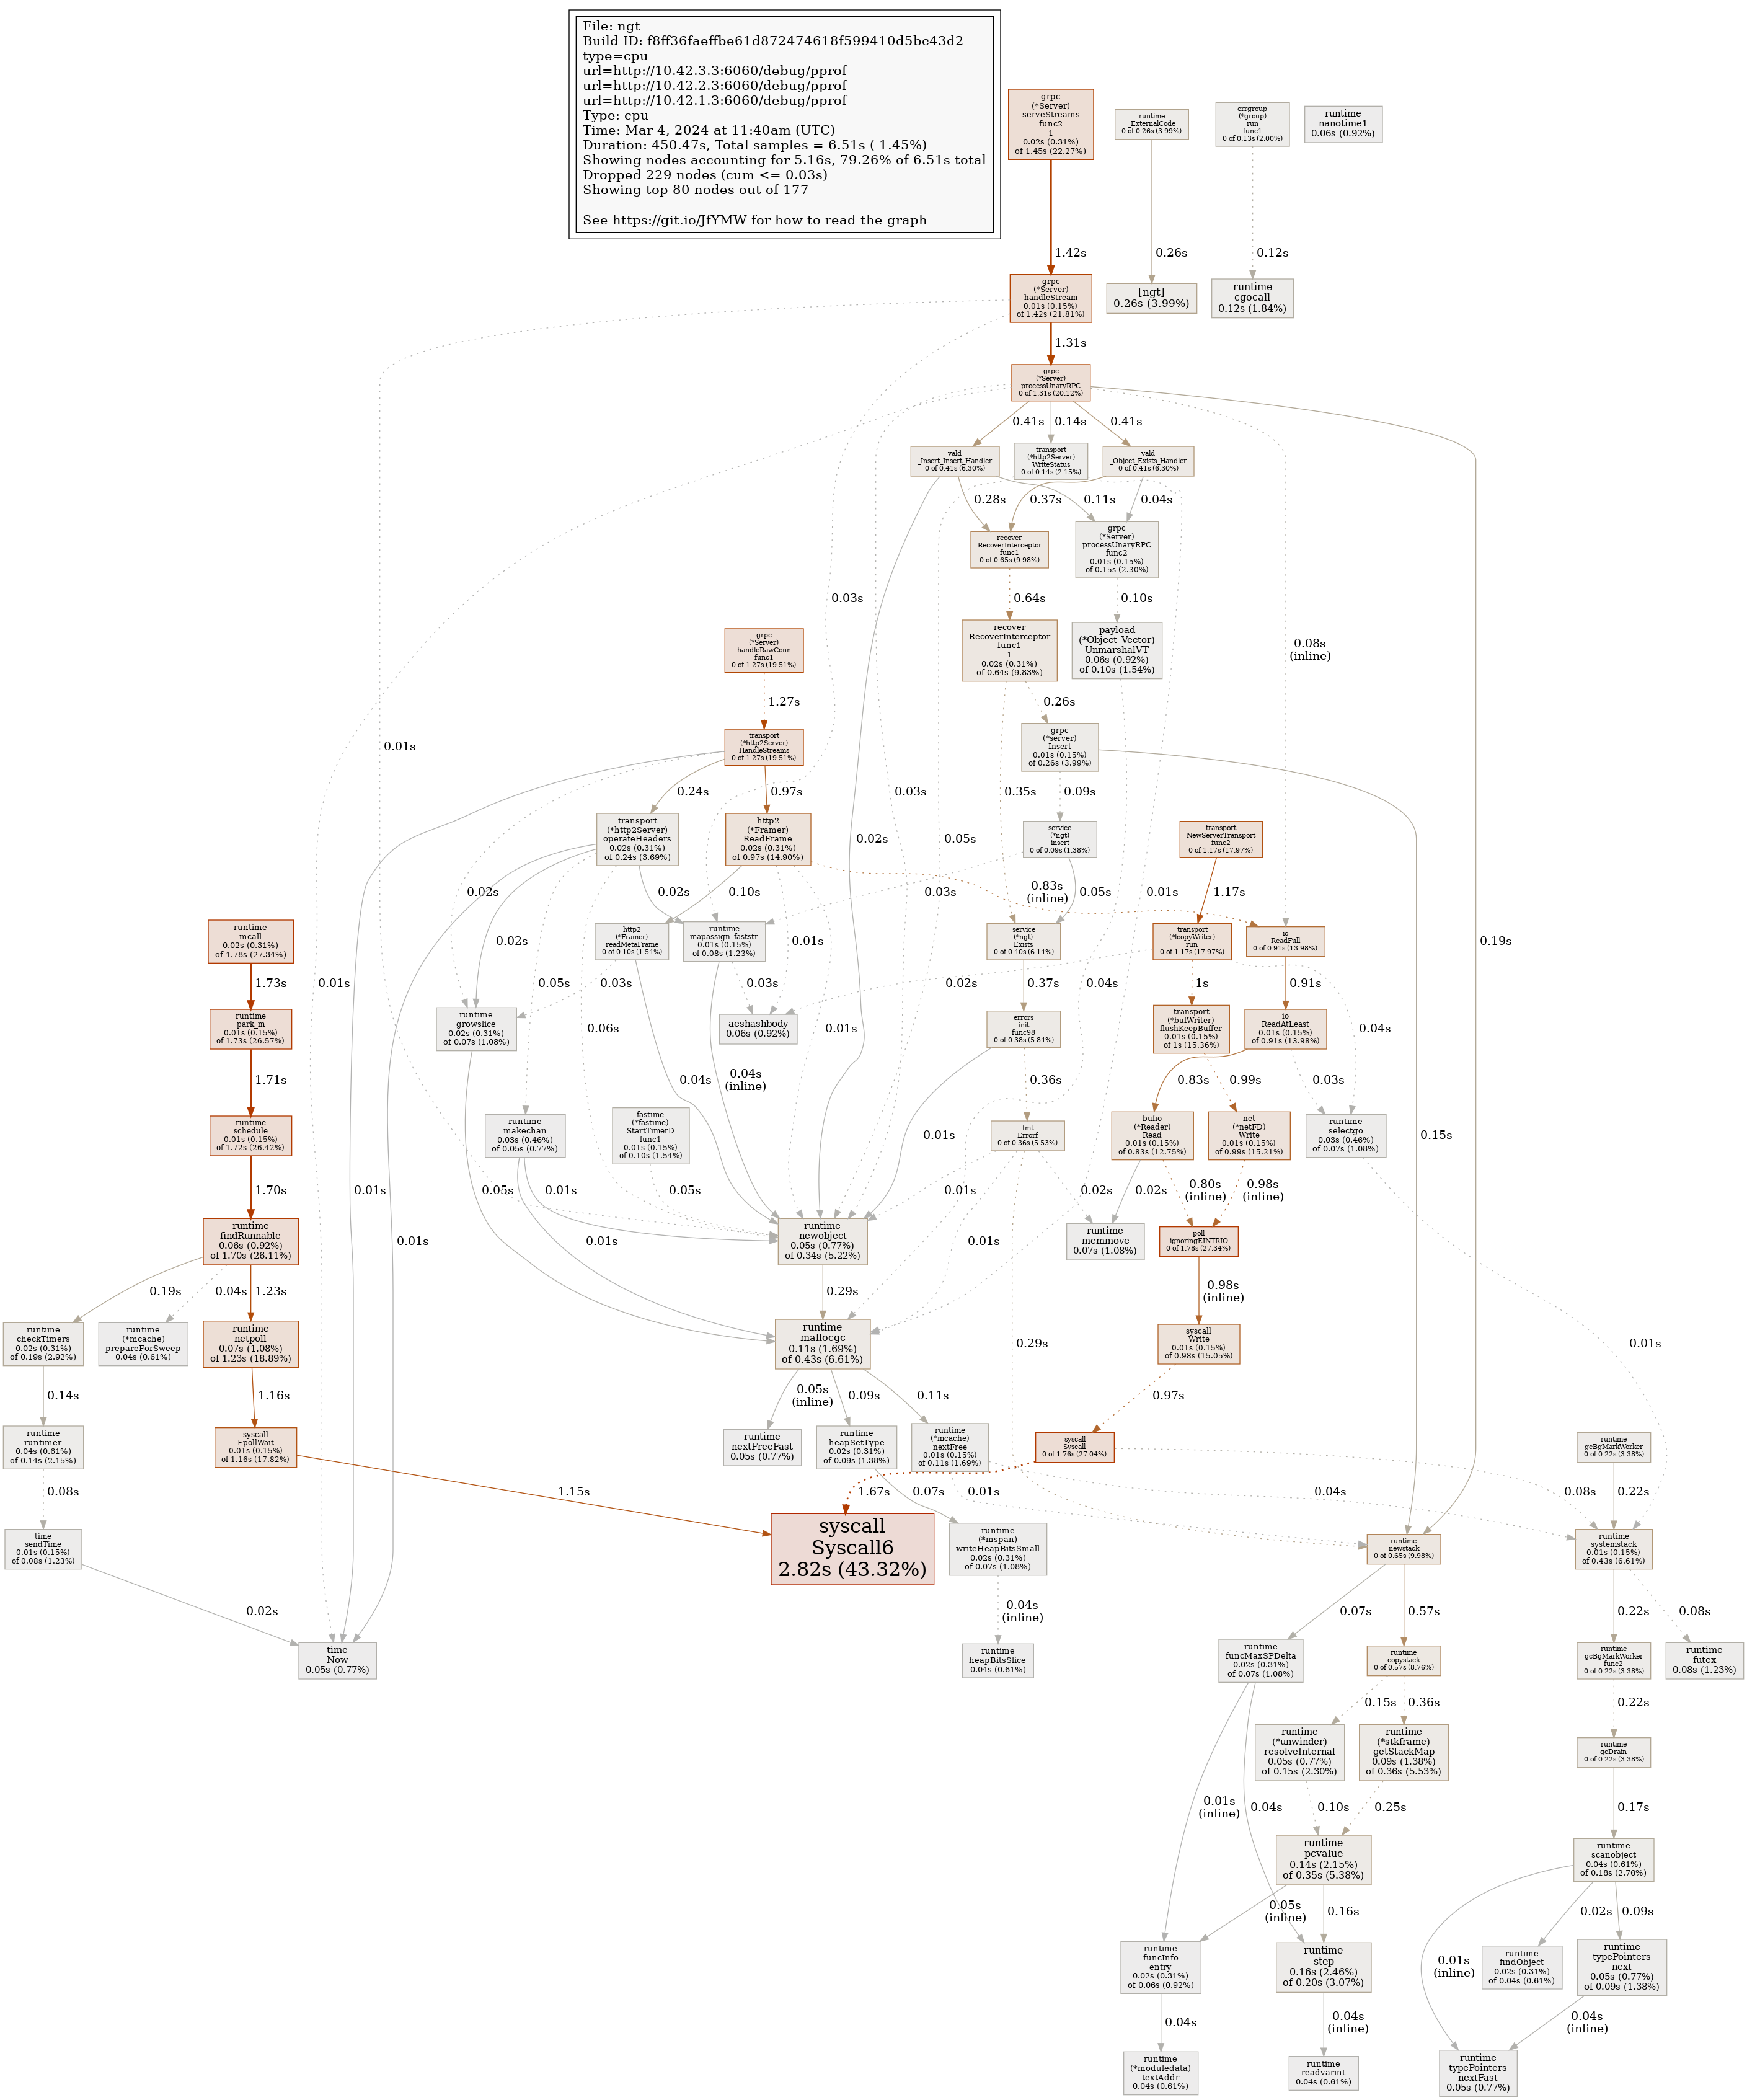 File: ngt
Build ID: f8ff36faeffbe61d872474618f599410d5bc43d2
type=cpu
url=http://10.42.3.3:6060/debug/pprof
url=http://10.42.2.3:6060/debug/pprof
url=http://10.42.1.3:6060/debug/pprof
Type: cpu
Time: Mar 4, 2024 at 11:40am (UTC)
Duration: 450.47s, Total samples = 6.51s ( 1.45%)
Showing nodes accounting for 5.16s, 79.26% of 6.51s total
Dropped 229 nodes (cum <= 0.03s)
Showing top 80 nodes out of 177
See https://git.io/JfYMW for how to read the graph
grpc
(*Server)
serveStreams
func2
1
0.02s (0.31%)
of 1.45s (22.27%)
runtime
_ExternalCode
0 of 0.26s (3.99%)
errgroup
(*group)
run
func1
0 of 0.13s (2.00%)
runtime
nanotime1
0.06s (0.92%)
1.42s
0.26s
0.12s
grpc
(*Server)
handleStream
0.01s (0.15%)
of 1.42s (21.81%)
[ngt]
0.26s (3.99%)
runtime
cgocall
0.12s (1.84%)
1.31s
grpc
(*Server)
processUnaryRPC
0 of 1.31s (20.12%)
0.41s
0.14s
0.41s
vald
_Insert_Insert_Handler
0 of 0.41s (6.30%)
transport
(*http2Server)
WriteStatus
0 of 0.14s (2.15%)
vald
_Object_Exists_Handler
0 of 0.41s (6.30%)
0.28s
0.37s
0.11s
0.04s
recover
RecoverInterceptor
func1
0 of 0.65s (9.98%)
grpc
(*Server)
processUnaryRPC
func2
0.01s (0.15%)
of 0.15s (2.30%)
0.03s
0.64s
0.10s
0.08s
(inline)
grpc
(*Server)
handleRawConn
func1
0 of 1.27s (19.51%)
recover
RecoverInterceptor
func1
1
0.02s (0.31%)
of 0.64s (9.83%)
payload
(*Object_Vector)
UnmarshalVT
0.06s (0.92%)
of 0.10s (1.54%)
1.27s
0.26s
0.01s
transport
(*http2Server)
HandleStreams
0 of 1.27s (19.51%)
grpc
(*server)
Insert
0.01s (0.15%)
of 0.26s (3.99%)
0.24s
0.97s
0.03s
0.35s
0.09s
transport
(*http2Server)
operateHeaders
0.02s (0.31%)
of 0.24s (3.69%)
http2
(*Framer)
ReadFrame
0.02s (0.31%)
of 0.97s (14.90%)
0.02s
0.05s
service
(*ngt)
insert
0 of 0.09s (1.38%)
transport
NewServerTransport
func2
0 of 1.17s (17.97%)
0.02s
0.02s
0.10s
0.03s
0.83s
(inline)
0.05s
0.01s
1.17s
runtime
mcall
0.02s (0.31%)
of 1.78s (27.34%)
http2
(*Framer)
readMetaFrame
0 of 0.10s (1.54%)
runtime
mapassign_faststr
0.01s (0.15%)
of 0.08s (1.23%)
0.02s
0.01s
service
(*ngt)
Exists
0 of 0.40s (6.14%)
transport
(*loopyWriter)
run
0 of 1.17s (17.97%)
io
ReadFull
0 of 0.91s (13.98%)
0.19s
1.73s
0.01s
0.05s
0.03s
0.03s
0.02s
0.37s
0.04s
1s
0.91s
runtime
park_m
0.01s (0.15%)
of 1.73s (26.57%)
runtime
growslice
0.02s (0.31%)
of 0.07s (1.08%)
0.06s
aeshashbody
0.06s (0.92%)
0.01s
errors
init
func98
0 of 0.38s (5.84%)
transport
(*bufWriter)
flushKeepBuffer
0.01s (0.15%)
of 1s (15.36%)
io
ReadAtLeast
0.01s (0.15%)
of 0.91s (13.98%)
0.04s
1.71s
0.04s
0.04s
(inline)
0.36s
0.83s
0.99s
0.03s
runtime
schedule
0.01s (0.15%)
of 1.72s (26.42%)
runtime
makechan
0.03s (0.46%)
of 0.05s (0.77%)
fastime
(*fastime)
StartTimerD
func1
0.01s (0.15%)
of 0.10s (1.54%)
0.01s
fmt
Errorf
0 of 0.36s (5.53%)
bufio
(*Reader)
Read
0.01s (0.15%)
of 0.83s (12.75%)
net
(*netFD)
Write
0.01s (0.15%)
of 0.99s (15.21%)
runtime
selectgo
0.03s (0.46%)
of 0.07s (1.08%)
0.15s
1.70s
0.01s
0.05s
0.01s
0.05s
0.01s
0.02s
0.02s
0.80s
(inline)
0.98s
(inline)
runtime
findRunnable
0.06s (0.92%)
of 1.70s (26.11%)
0.01s
0.01s
runtime
newobject
0.05s (0.77%)
of 0.34s (5.22%)
0.01s
runtime
memmove
0.07s (1.08%)
poll
ignoringEINTRIO
0 of 1.78s (27.34%)
0.19s
0.04s
1.23s
0.29s
0.98s
(inline)
runtime
checkTimers
0.02s (0.31%)
of 0.19s (2.92%)
runtime
(*mcache)
prepareForSweep
0.04s (0.61%)
runtime
netpoll
0.07s (1.08%)
of 1.23s (18.89%)
runtime
mallocgc
0.11s (1.69%)
of 0.43s (6.61%)
0.29s
syscall
Write
0.01s (0.15%)
of 0.98s (15.05%)
0.01s
0.14s
1.16s
0.05s
(inline)
0.09s
0.11s
0.97s
runtime
runtimer
0.04s (0.61%)
of 0.14s (2.15%)
syscall
EpollWait
0.01s (0.15%)
of 1.16s (17.82%)
runtime
nextFreeFast
0.05s (0.77%)
runtime
heapSetType
0.02s (0.31%)
of 0.09s (1.38%)
runtime
(*mcache)
nextFree
0.01s (0.15%)
of 0.11s (1.69%)
syscall
Syscall
0 of 1.76s (27.04%)
runtime
gcBgMarkWorker
0 of 0.22s (3.38%)
0.08s
1.15s
1.67s
0.07s
0.01s
0.04s
0.08s
0.22s
time
sendTime
0.01s (0.15%)
of 0.08s (1.23%)
syscall
Syscall6
2.82s (43.32%)
runtime
(*mspan)
writeHeapBitsSmall
0.02s (0.31%)
of 0.07s (1.08%)
runtime
newstack
0 of 0.65s (9.98%)
runtime
systemstack
0.01s (0.15%)
of 0.43s (6.61%)
0.02s
0.04s
(inline)
0.07s
0.57s
0.22s
0.08s
time
Now
0.05s (0.77%)
runtime
heapBitsSlice
0.04s (0.61%)
runtime
funcMaxSPDelta
0.02s (0.31%)
of 0.07s (1.08%)
runtime
copystack
0 of 0.57s (8.76%)
runtime
gcBgMarkWorker
func2
0 of 0.22s (3.38%)
runtime
futex
0.08s (1.23%)
0.15s
0.36s
0.22s
runtime
(*unwinder)
resolveInternal
0.05s (0.77%)
of 0.15s (2.30%)
runtime
(*stkframe)
getStackMap
0.09s (1.38%)
of 0.36s (5.53%)
runtime
gcDrain
0 of 0.22s (3.38%)
0.01s
(inline)
0.04s
0.10s
0.25s
0.17s
runtime
pcvalue
0.14s (2.15%)
of 0.35s (5.38%)
runtime
scanobject
0.04s (0.61%)
of 0.18s (2.76%)
0.05s
(inline)
0.16s
0.02s
0.09s
runtime
funcInfo
entry
0.02s (0.31%)
of 0.06s (0.92%)
runtime
step
0.16s (2.46%)
of 0.20s (3.07%)
0.01s
(inline)
runtime
findObject
0.02s (0.31%)
of 0.04s (0.61%)
runtime
typePointers
next
0.05s (0.77%)
of 0.09s (1.38%)
0.04s
0.04s
(inline)
0.04s
(inline)
runtime
(*moduledata)
textAddr
0.04s (0.61%)
runtime
readvarint
0.04s (0.61%)
runtime
typePointers
nextFast
0.05s (0.77%)